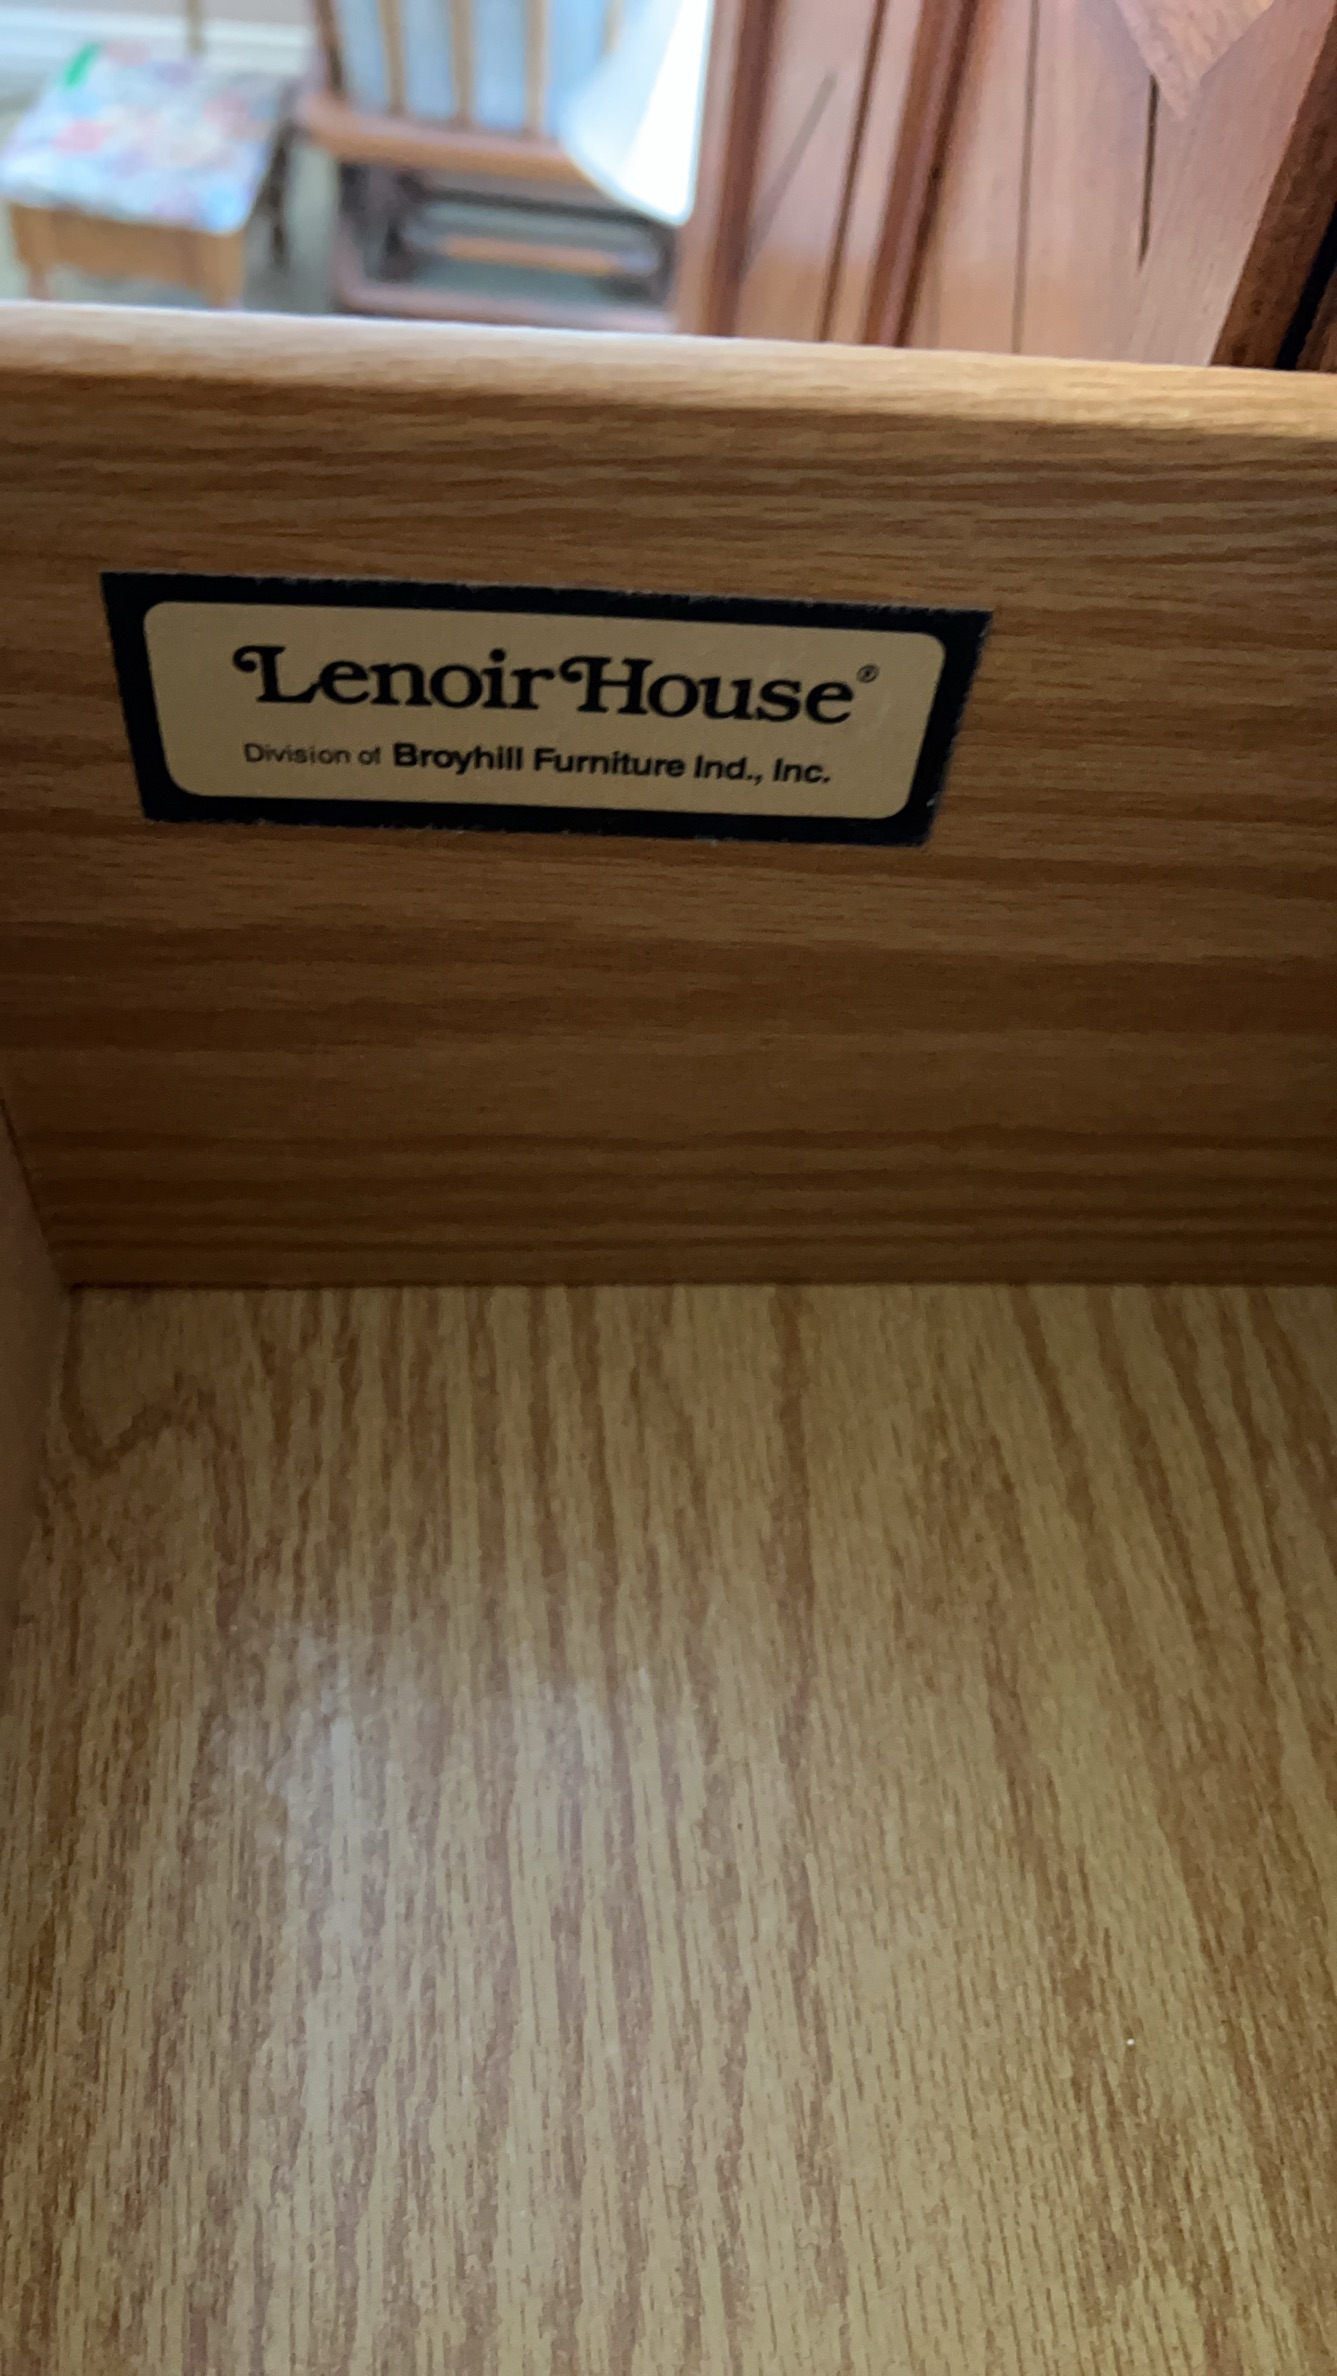 Lenoir House®
Division of Broyhill Furniture Ind., Inc.